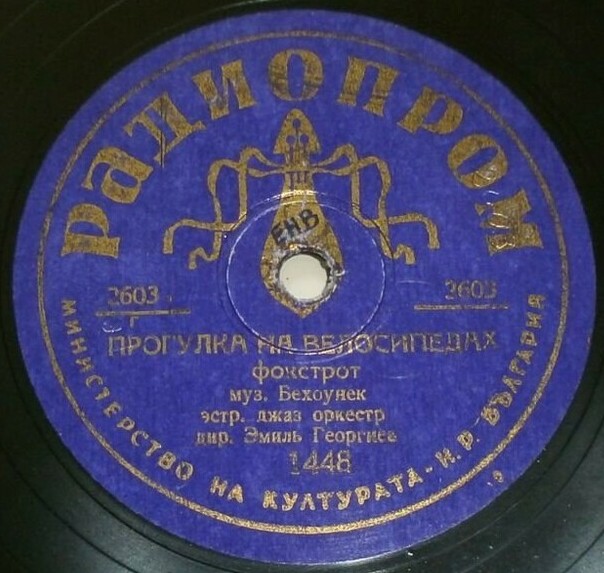 РАДИОПРОМ
ЕНВ
2603 2603
ПРОГУЛКА НА ВЕЛОСИПЕДАХ
фокстрот
муз. Бехоунек
эстр. джаз оркестр
дир. Эмиль Георгиев
1448
МИНИСТЕРСТВО НА КУЛТУРАТА - Н.Р. БЪЛГАРИЯ